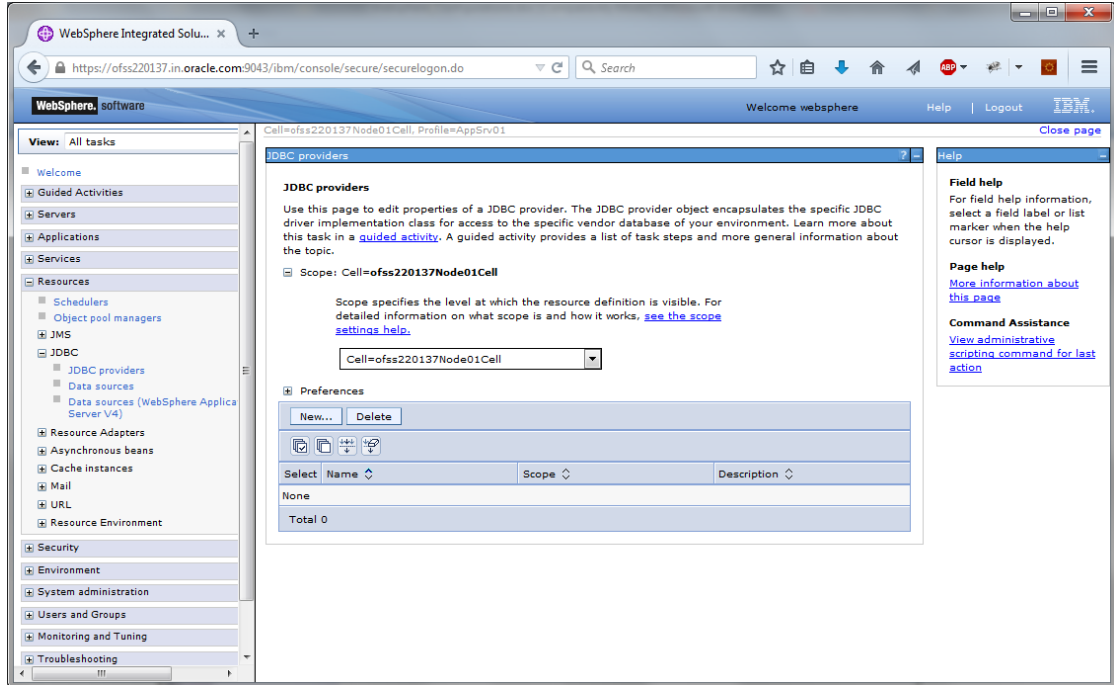 WebSphere Integrated Solu... × +
https://ofss220137.in.oracle.com:9043/ibm/console/secure/securelogon.do
Search
ABP
WebSphere. software
Welcome websphere
Help | Logout
IBM.
View: All tasks
Welcome
Guided Activities
Servers
Applications
Services
Resources
Schedulers
Object pool managers
JMS
JDBC
JDBC providers
Data sources
Data sources (WebSphere Applica
Server V4)
Resource Adapters
Asynchronous beans
Cache instances
Mail
URL
Resource Environment
Security
Environment
System administration
Users and Groups
Monitoring and Tuning
Troubleshooting
Cell=ofss220137Node01Cell, Profile=AppSrv01
Close page
JDBC providers ? –
JDBC providers
Use this page to edit properties of a JDBC provider. The JDBC provider object encapsulates the specific JDBC
driver implementation class for access to the specific vendor database of your environment. Learn more about
this task in a guided activity. A guided activity provides a list of task steps and more general information about
the topic.
Scope: Cell=ofss220137Node01Cell
Scope specifies the level at which the resource definition is visible. For
detailed information on what scope is and how it works, see the scope
settings help.
Cell=ofss220137Node01Cell
Preferences
New... Delete
Select Name Scope Description
None
Total 0
Help –
Field help
For field help information,
select a field label or list
marker when the help
cursor is displayed.
Page help
More information about
this page
Command Assistance
View administrative
scripting command for last
action